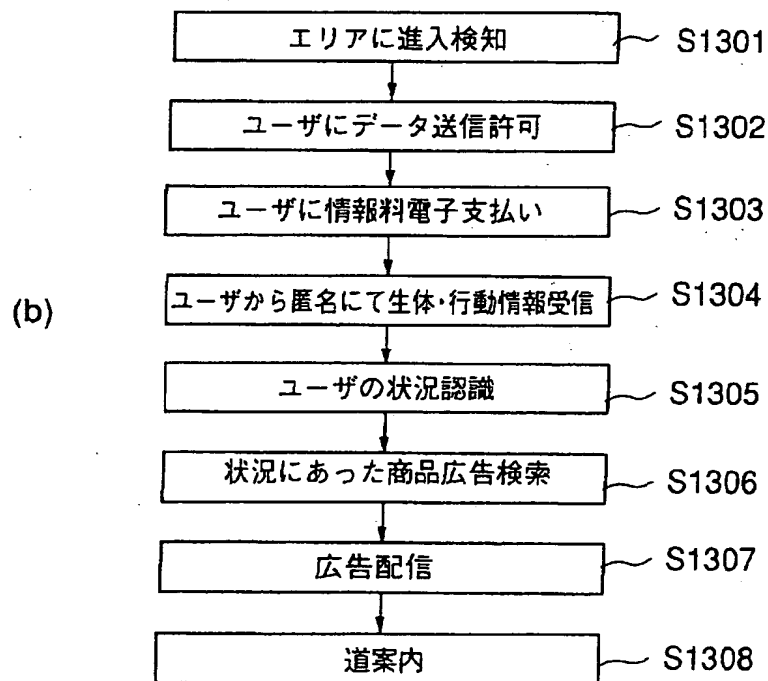 エリアに進入検知 S1301
ユーザにデータ送信許可 S1302
ユーザに情報料電子支払い S1303
(b) ユーザから匿名にて生体・行動情報受信 S1304
ユーザの状況認識 S1305
状況にあった商品広告検索 S1306
広告配信 S1307
道案内 S1308